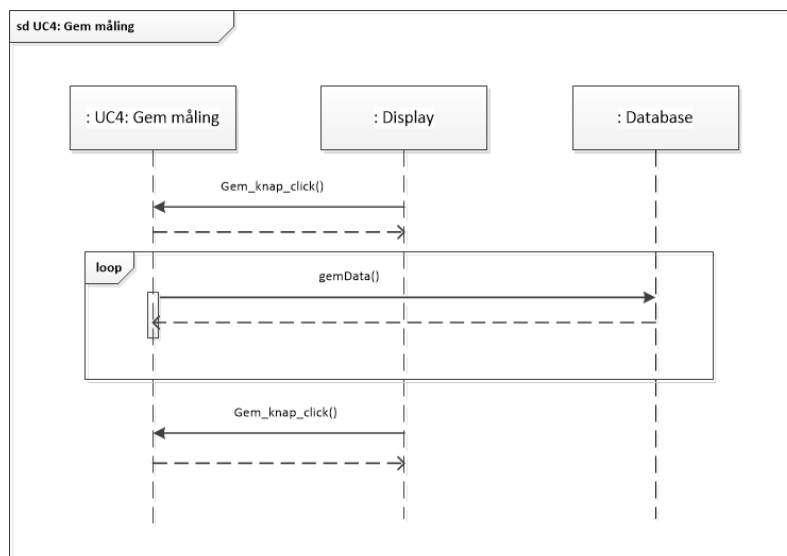 sd UC4: Gem måling
: UC4: Gem måling
: Display
: Database
Gem_knap_click()
loop
gemData()
Gem_knap_click()